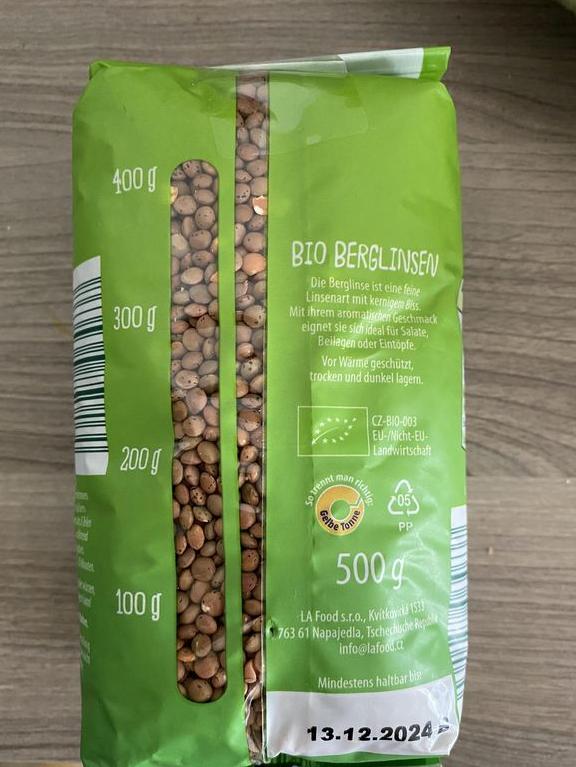 400 g
300 g
200 g
100 g
BIO BERGLINSEN
Die Berglinse ist eine feine
Linsenart mit kernigem Biss.
Mit ihrem aromatischen Geschmack
eignet sie sich ideal für Salate,
Beilagen oder Eintöpfe.
Vor Wärme geschützt,
trocken und dunkel lagern.
CZ-BIO-003
EU-/Nicht-EU-
Landwirtschaft
So trennt man richtig:
Gelbe Tonne
05
PP
500 g
LA Food s.r.o., Kvítkovická 1533
763 61 Napajedla, Tschechische Republik
info@lafood.cz
Mindestens haltbar bis:
13.12.2024